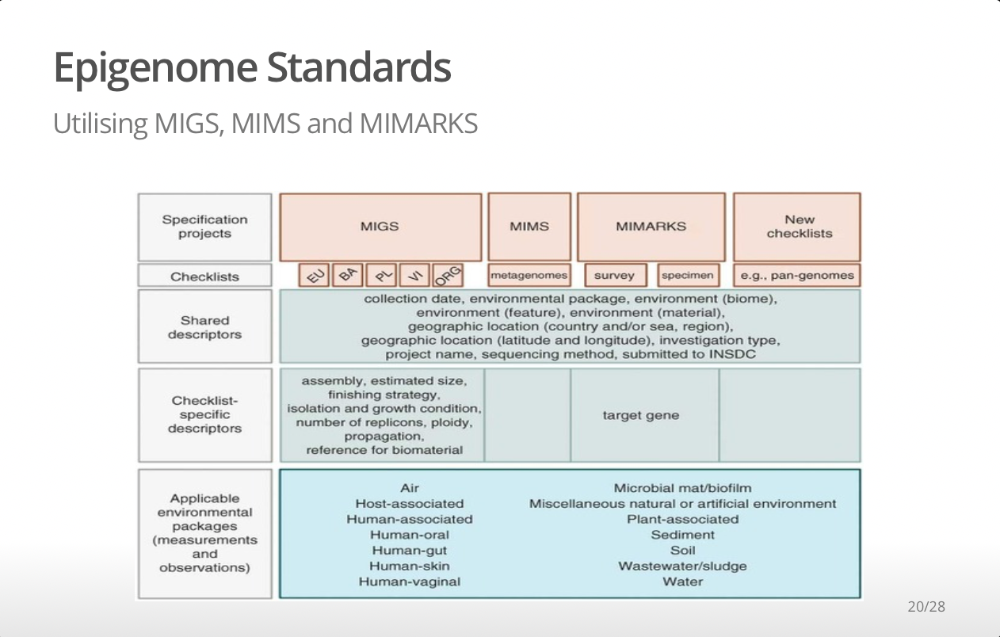 Epigenome Standards
Utilising MIGS, MIMS and MIMARKS
Specification
projects
MIGS
MIMS
MIMARKS
New
checklists
Checklists
EU
BA
PL
VI
ORG
metagenomes
survey
specimen
e.g., pan-genomes
Shared
descriptors
collection date, environmental package, environment (biome),
environment (feature), environment (material),
geographic location (country and/or sea, region),
geographic location (latitude and longitude), investigation type,
project name, sequencing method, submitted to INSDC
Checklist-
specific
descriptors
assembly, estimated size,
finishing strategy,
isolation and growth condition,
number of replicons, ploidy,
propagation,
reference for biomaterial
target gene
Applicable
environmental
packages
(measurements
and
observations)
Air
Host-associated
Human-associated
Human-oral
Human-gut
Human-skin
Human-vaginal
Microbial mat/biofilm
Miscellaneous natural or artificial environment
Plant-associated
Sediment
Soil
Wastewater/sludge
Water
20/28